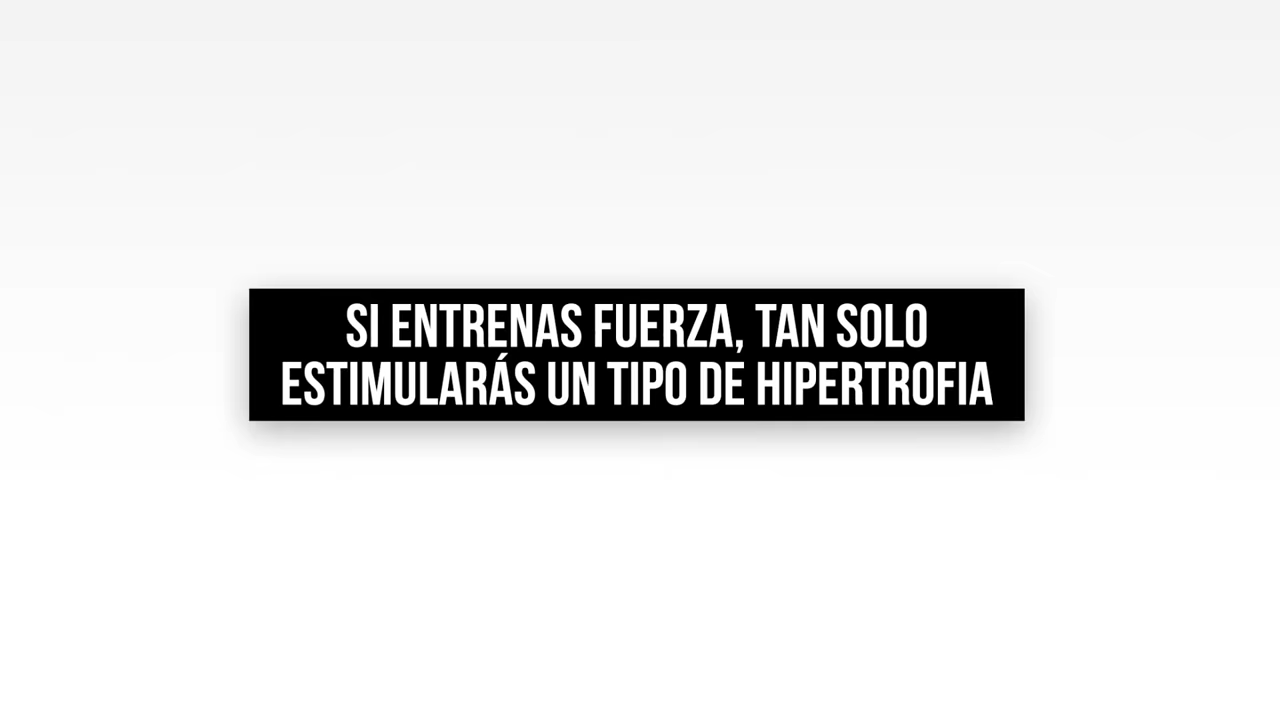 SI ENTRENAS FUERZA, TAN SOLO
ESTIMULARÁS UN TIPO DE HIPERTROFIA